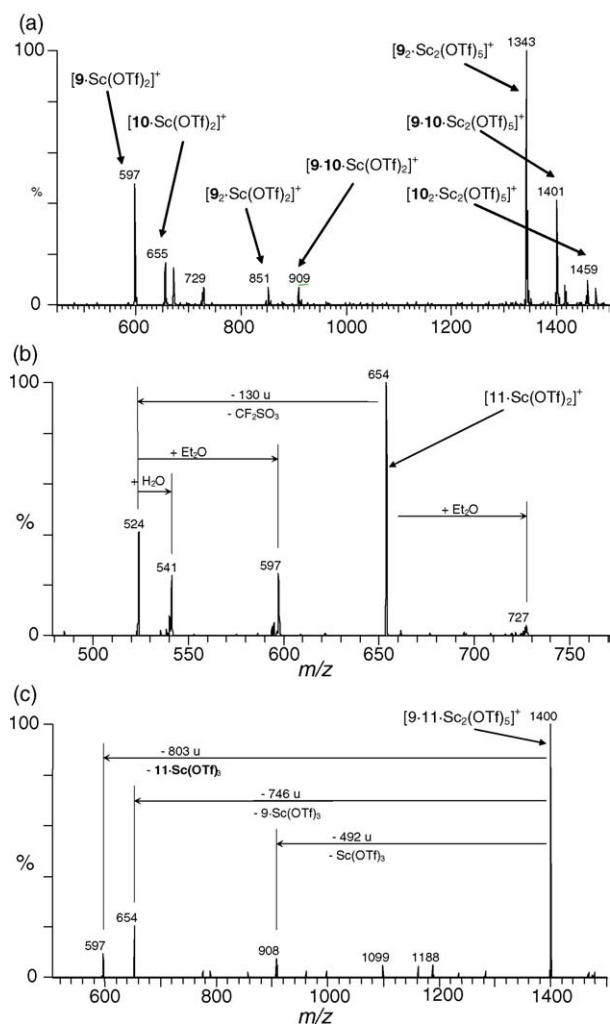 (a)
100
1343
[9₂·Sc₂(OTf)₅]⁺
[9·Sc(OTf)₂]⁺
[10·Sc(OTf)₂]⁺
[9·10·Sc₂(OTf)₅]⁺
[9·10·Sc(OTf)₂]⁺
597
[9₂·Sc(OTf)₂]⁺
[10₂·Sc₂(OTf)₅]⁺
1401
%
655
729
851
909
1459
0
600 800 1000 1200 1400
(b)
100
654
- 130 u
- CF₂SO₃
[11·Sc(OTf)₂]⁺
+ Et₂O
+ H₂O
+ Et₂O
%
524
541
597
727
0
500 550 600 650 700 750
m/z
(c)
[9·11·Sc₂(OTf)₅]⁺
1400
100
- 803 u
- 11·Sc(OTf)₃
- 746 u
- 9·Sc(OTf)₃
- 492 u
- Sc(OTf)₃
%
654
597
908
1099
1188
0
600 800 1000 1200 1400
m/z